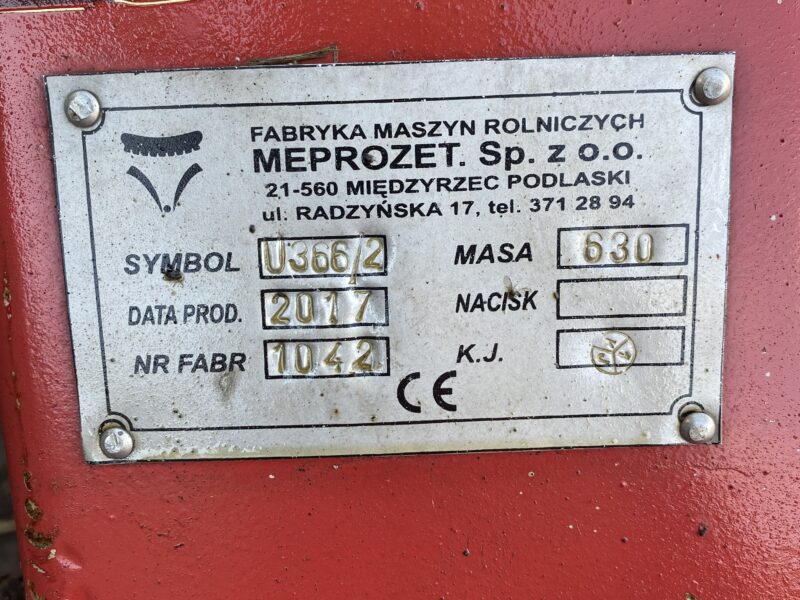 FABRYKA MASZYN ROLNICZYCH
MEPROZET. Sp. z o.o.
21-560 MIĘDZYRZEC PODLASKI
ul. RADZYŃSKA 17, tel. 371 28 94
SYMBOL U366/2
MASA 630
DATA PROD. 2017
NACISK
NR FABR 1042
K.J.
CE